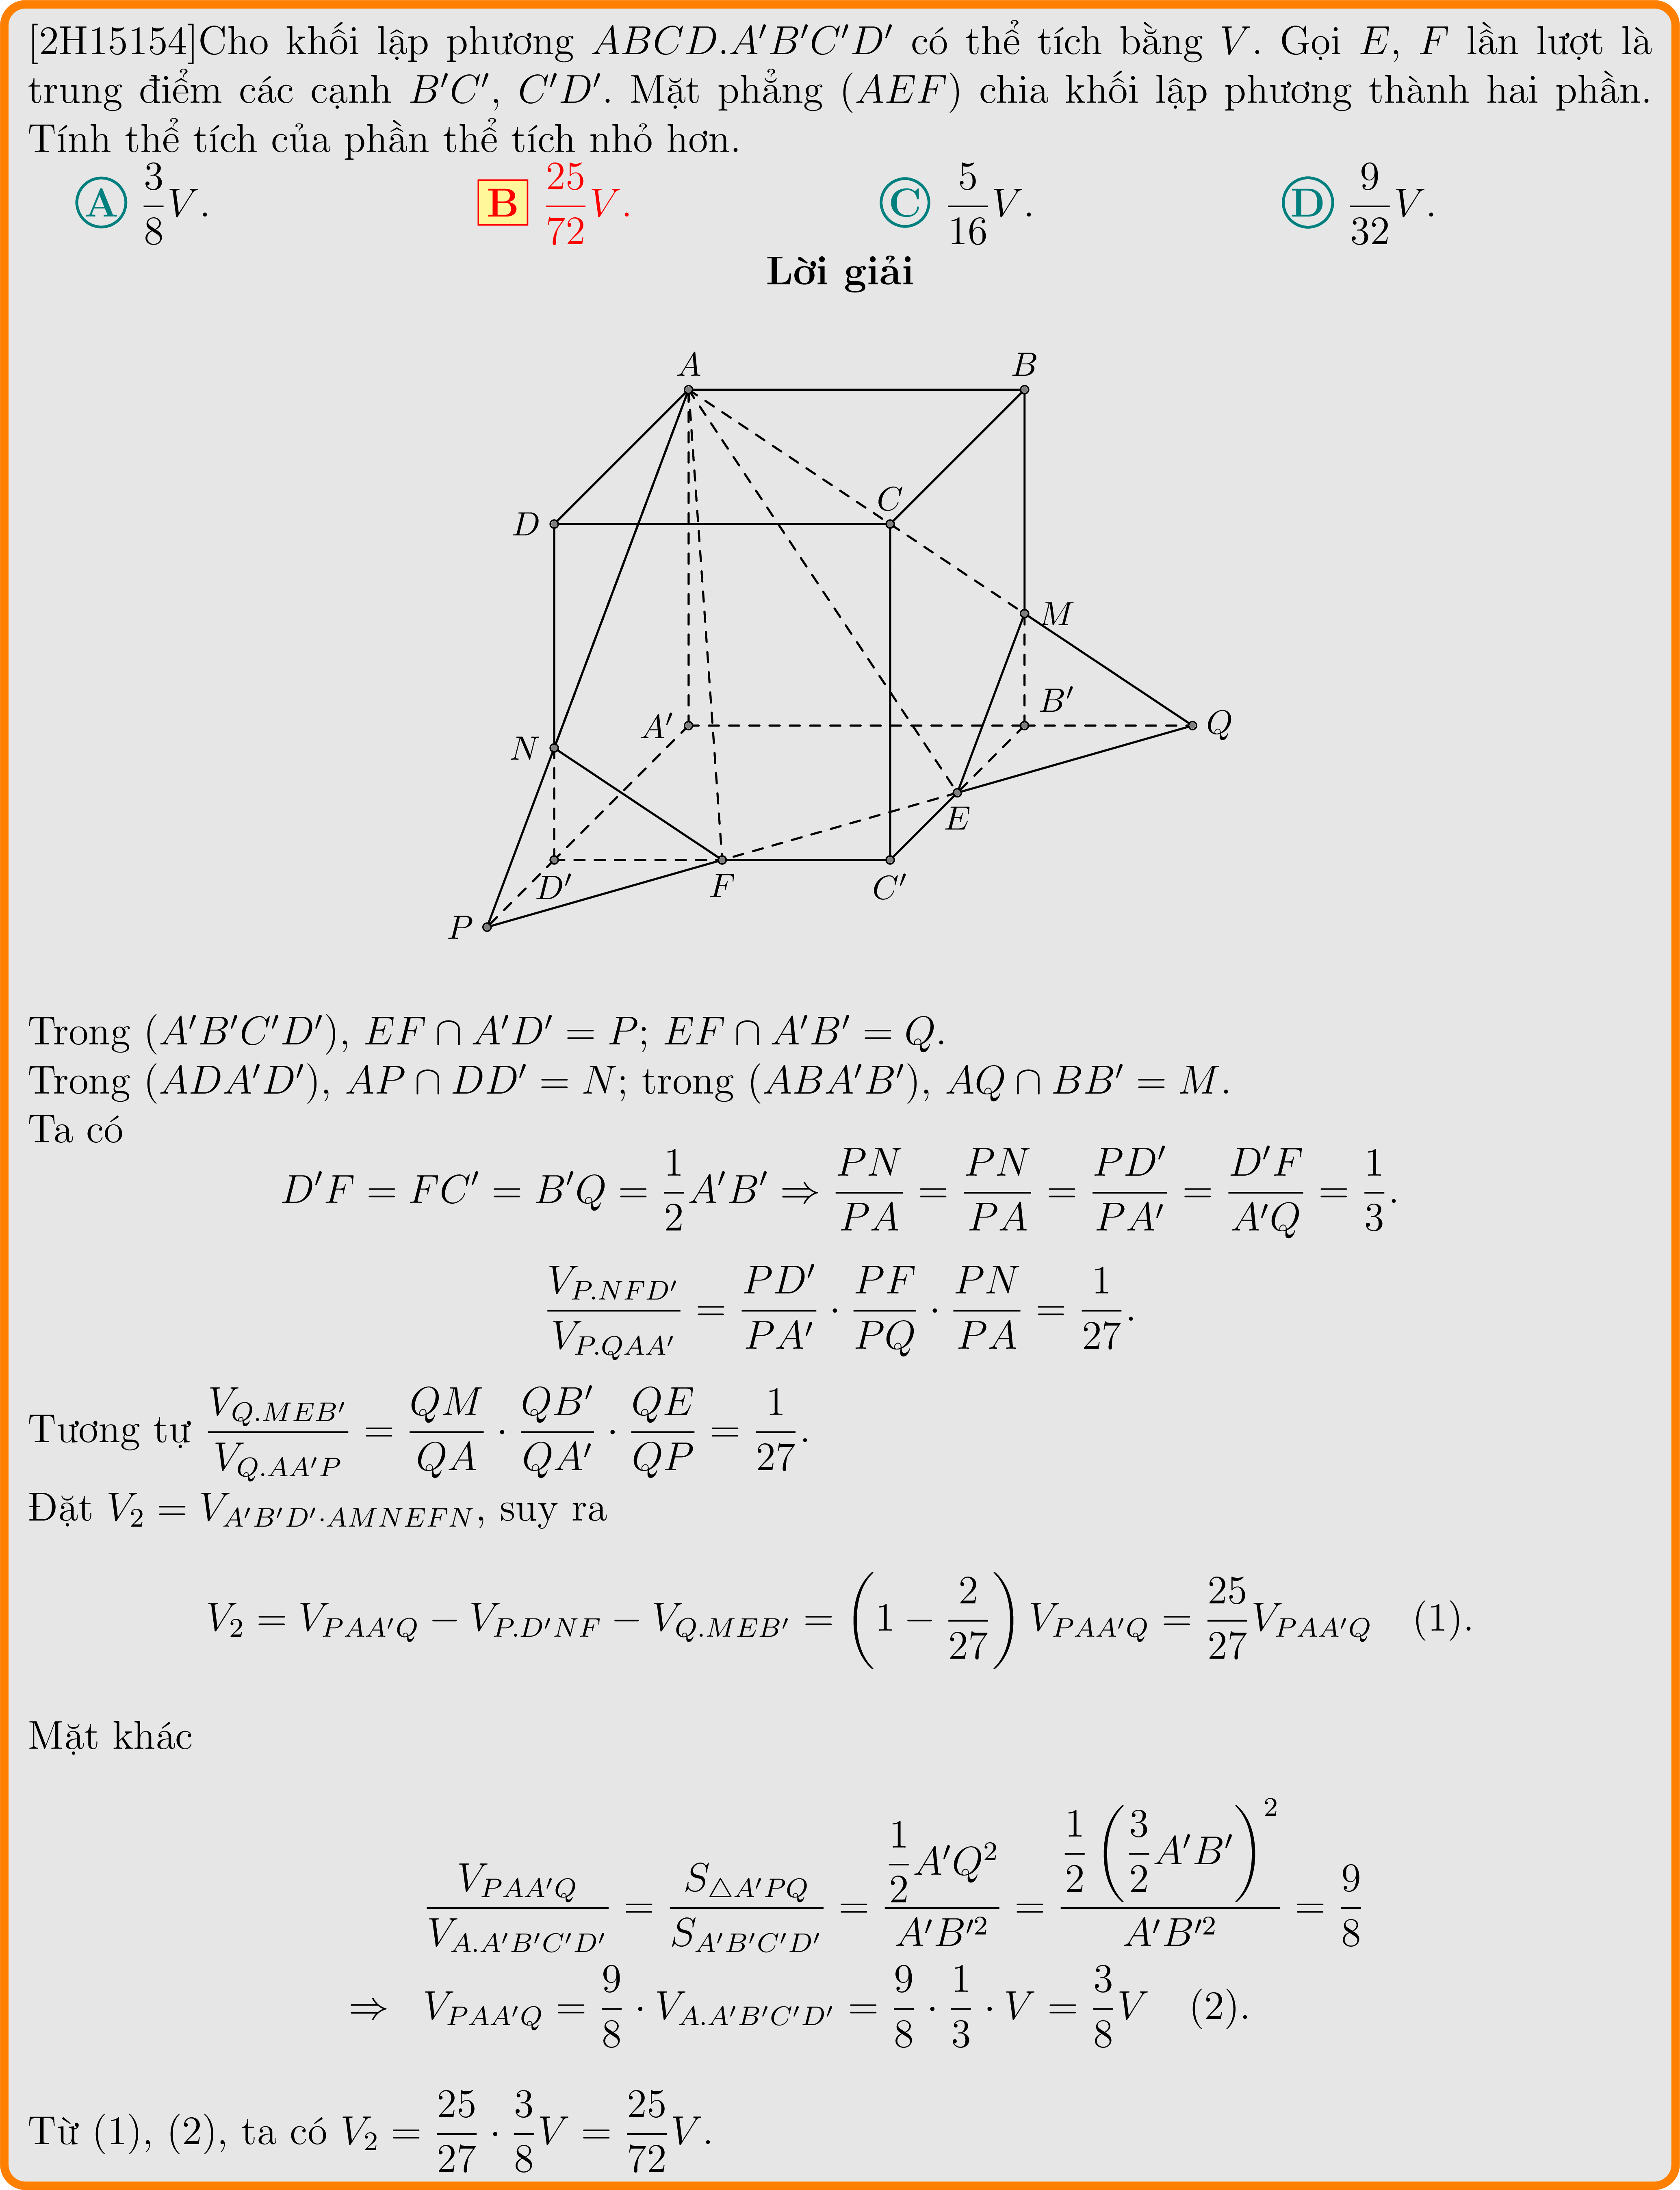 [2H15154]Cho khối lập phương ABCD.A′B′C′D′ có thể tích bằng V. Gọi E, F lần lượt là
trung điểm các cạnh B′C′, C′D′. Mặt phẳng (AEF) chia khối lập phương thành hai phần.
Tính thể tích của phần thể tích nhỏ hơn.
A $\frac{3}{8}V$. B $\frac{25}{72}V$. C $\frac{5}{16}V$. D $\frac{9}{32}V$.
Lời giải
A B
C
D
M
B′
A′ Q
N
E
D′ F C′
P
Trong (A′B′C′D′), EF ∩ A′D′ = P; EF ∩ A′B′ = Q.
Trong (ADA′D′), AP ∩ DD′ = N; trong (ABA′B′), AQ ∩ BB′ = M.
Ta có
$D'F = FC' = B'Q = \frac{1}{2}A'B' \Rightarrow \frac{PN}{PA} = \frac{PN}{PA} = \frac{PD'}{PA'} = \frac{D'F}{A'Q} = \frac{1}{3}.$
$\frac{V_{P.NFD'}}{V_{P.QAA'}} = \frac{PD'}{PA'} \cdot \frac{PF}{PQ} \cdot \frac{PN}{PA} = \frac{1}{27}.$
Tương tự $\frac{V_{Q.MEB'}}{V_{Q.AA'P}} = \frac{QM}{QA} \cdot \frac{QB'}{QA'} \cdot \frac{QE}{QP} = \frac{1}{27}.$
Đặt $V_2 = V_{A'B'D'\cdot AMNEFN}$, suy ra
$V_2 = V_{PAA'Q} - V_{P.D'NF} - V_{Q.MEB'} = \left(1 - \frac{2}{27}\right) V_{PAA'Q} = \frac{25}{27}V_{PAA'Q} \quad (1).$
Mặt khác
$\frac{V_{PAA'Q}}{V_{A.A'B'C'D'}} = \frac{S_{\triangle A'PQ}}{S_{A'B'C'D'}} = \frac{\frac{1}{2}A'Q^2}{A'B'^2} = \frac{\frac{1}{2}\left(\frac{3}{2}A'B'\right)^2}{A'B'^2} = \frac{9}{8}$
$\Rightarrow V_{PAA'Q} = \frac{9}{8} \cdot V_{A.A'B'C'D'} = \frac{9}{8} \cdot \frac{1}{3} \cdot V = \frac{3}{8}V \quad (2).$
Từ (1), (2), ta có $V_2 = \frac{25}{27} \cdot \frac{3}{8}V = \frac{25}{72}V.$